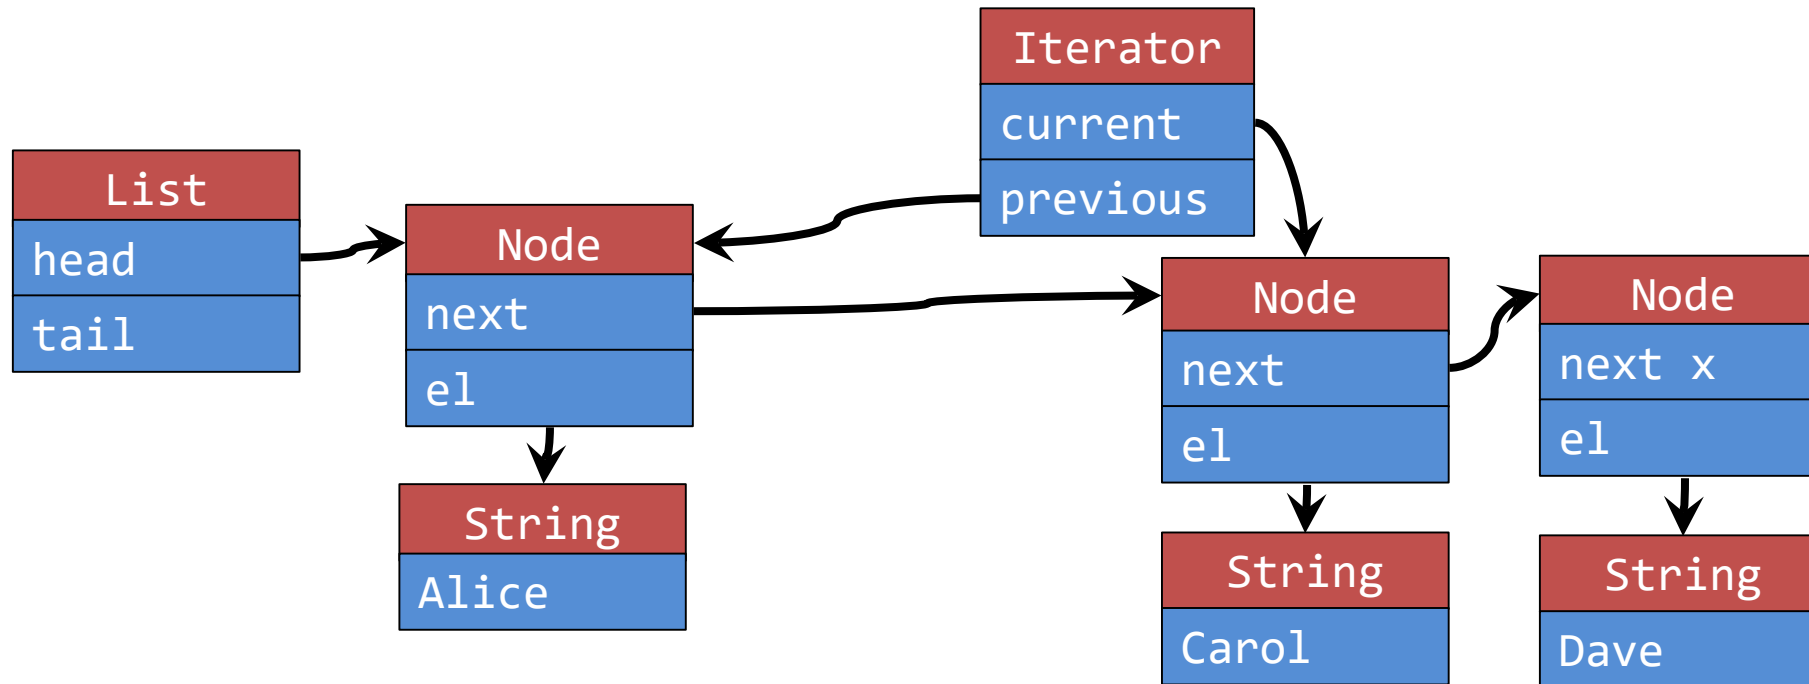 Iterator
current
previous
List
head
tail
Node
next
el
String
Alice
Node
next
el
String
Carol
Node
next x
el
String
Dave